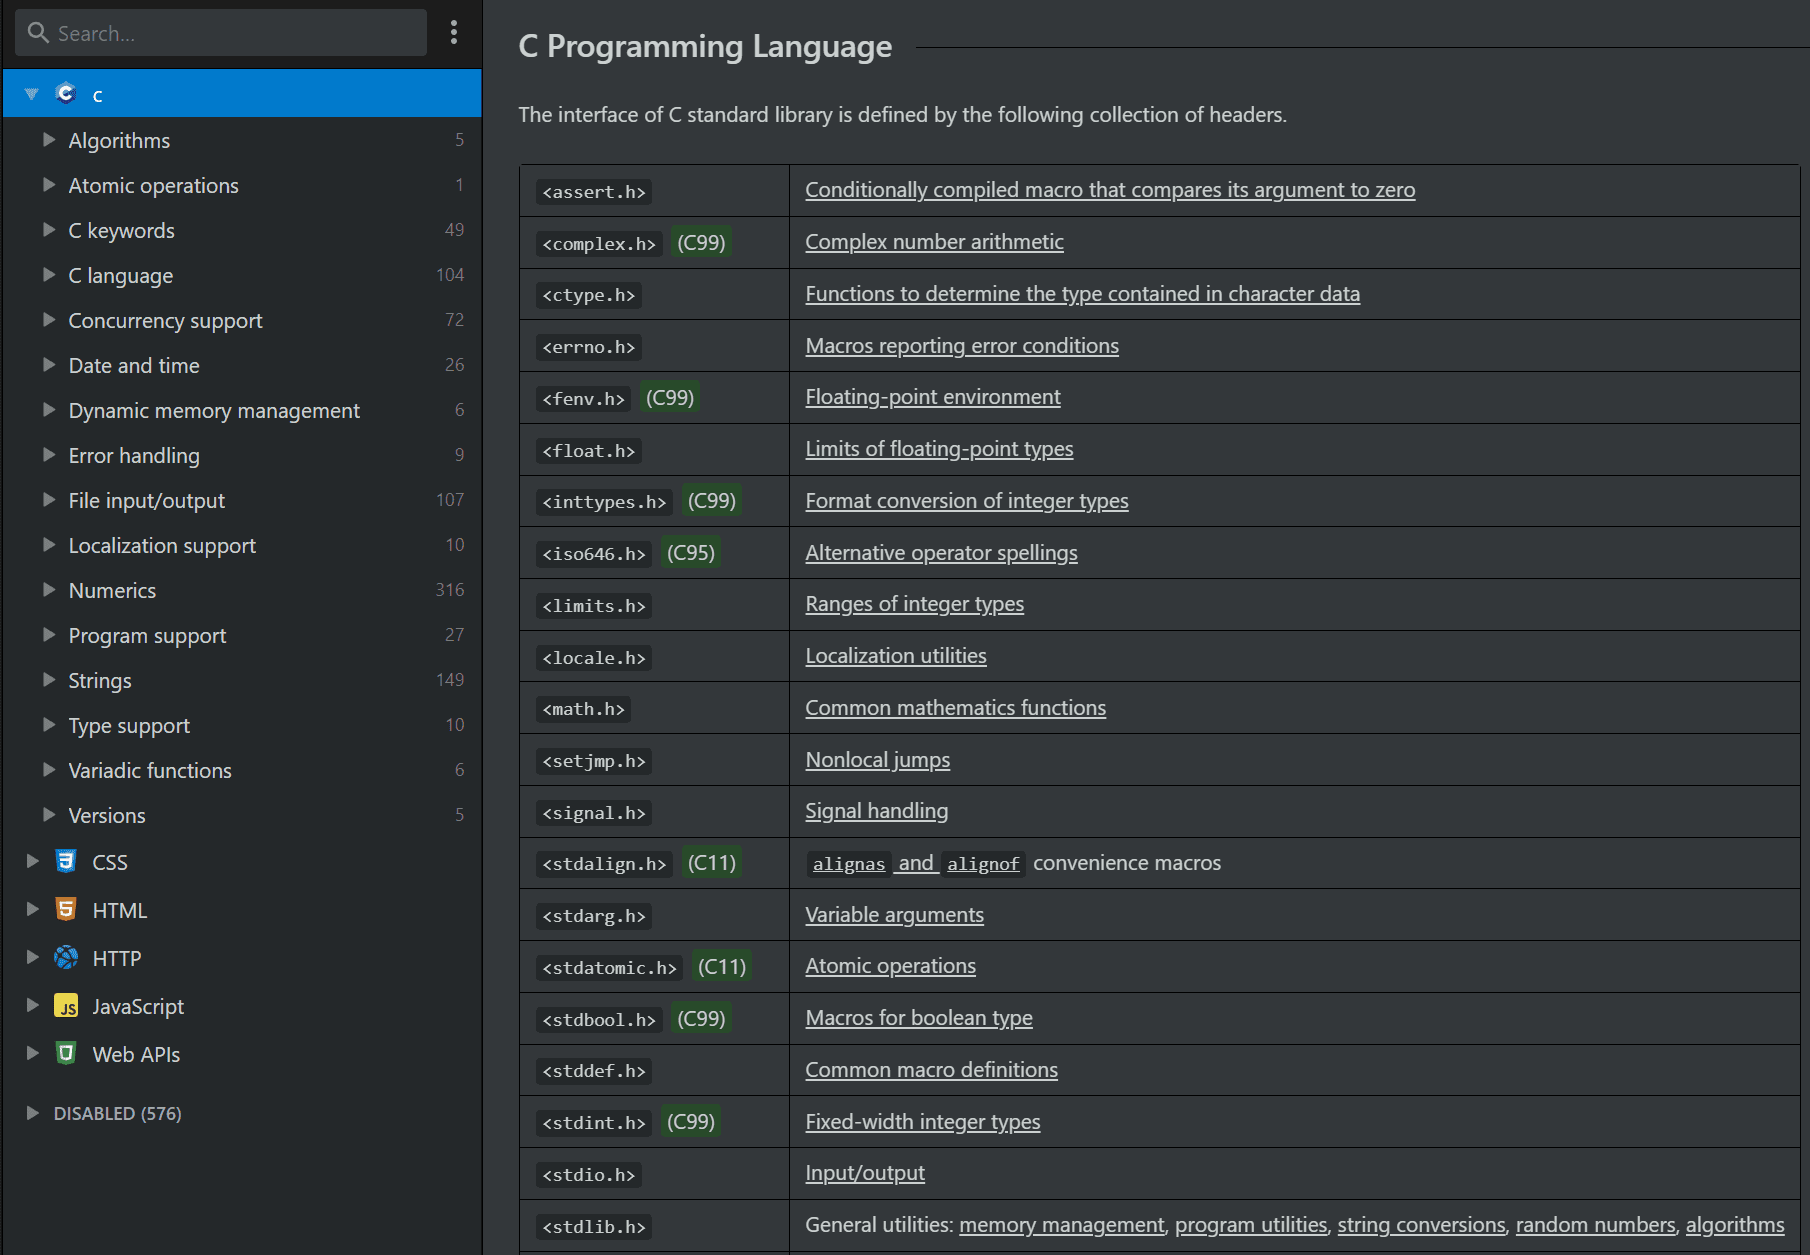 Search...
C
Algorithms 5
Atomic operations 1
C keywords 49
C language 104
Concurrency support 72
Date and time 26
Dynamic memory management 6
Error handling 9
File input/output 107
Localization support 10
Numerics 316
Program support 27
Strings 149
Type support 10
Variadic functions 6
Versions 5
CSS
HTML
HTTP
JS JavaScript
Web APIs
DISABLED (576)
C Programming Language
The interface of C standard library is defined by the following collection of headers.
<assert.h> Conditionally compiled macro that compares its argument to zero
<complex.h> (C99) Complex number arithmetic
<ctype.h> Functions to determine the type contained in character data
<errno.h> Macros reporting error conditions
<fenv.h> (C99) Floating-point environment
<float.h> Limits of floating-point types
<inttypes.h> (C99) Format conversion of integer types
<iso646.h> (C95) Alternative operator spellings
<limits.h> Ranges of integer types
<locale.h> Localization utilities
<math.h> Common mathematics functions
<setjmp.h> Nonlocal jumps
<signal.h> Signal handling
<stdalign.h> (C11) alignas and alignof convenience macros
<stdarg.h> Variable arguments
<stdatomic.h> (C11) Atomic operations
<stdbool.h> (C99) Macros for boolean type
<stddef.h> Common macro definitions
<stdint.h> (C99) Fixed-width integer types
<stdio.h> Input/output
<stdlib.h> General utilities: memory management, program utilities, string conversions, random numbers, algorithms